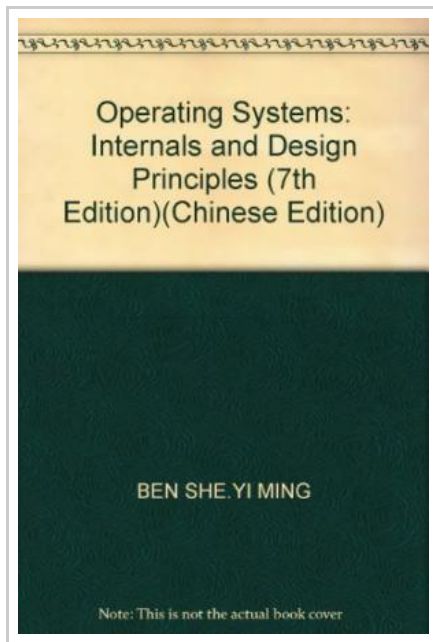 Operating Systems:
Internals and Design
Principles (7th
Edition)(Chinese Edition)
BEN SHE.YI MING
Note: This is not the actual book cover